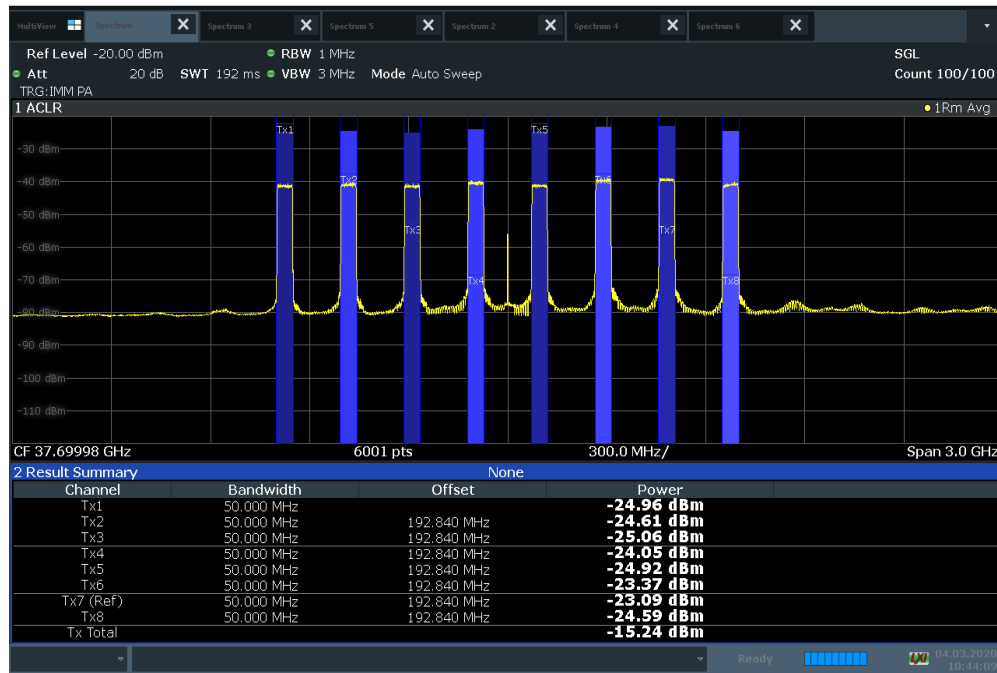 MultiView Spectrum Spectrum 3 Spectrum 5 Spectrum 2 Spectrum 4 Spectrum 6
Ref Level -20.00 dBm RBW 1 MHz SGL
Att 20 dB SWT 192 ms VBW 3 MHz Mode Auto Sweep Count 100/100
TRG:IMM PA
1 ACLR 1Rm Avg
Tx1 Tx5
-30 dBm
-40 dBm Tx2 Tx6
-50 dBm
Tx3 Tx7
-60 dBm
-70 dBm Tx4 Tx8
-80 dBm
-90 dBm
-100 dBm
-110 dBm
CF 37.69998 GHz 6001 pts 300.0 MHz/ Span 3.0 GHz
2 Result Summary None
Channel Bandwidth Offset Power
Tx1 50.000 MHz -24.96 dBm
Tx2 50.000 MHz 192.840 MHz -24.61 dBm
Tx3 50.000 MHz 192.840 MHz -25.06 dBm
Tx4 50.000 MHz 192.840 MHz -24.05 dBm
Tx5 50.000 MHz 192.840 MHz -24.92 dBm
Tx6 50.000 MHz 192.840 MHz -23.37 dBm
Tx7 (Ref) 50.000 MHz 192.840 MHz -23.09 dBm
Tx8 50.000 MHz 192.840 MHz -24.59 dBm
Tx Total -15.24 dBm
Ready LXI 04.03.2020
10:44:09